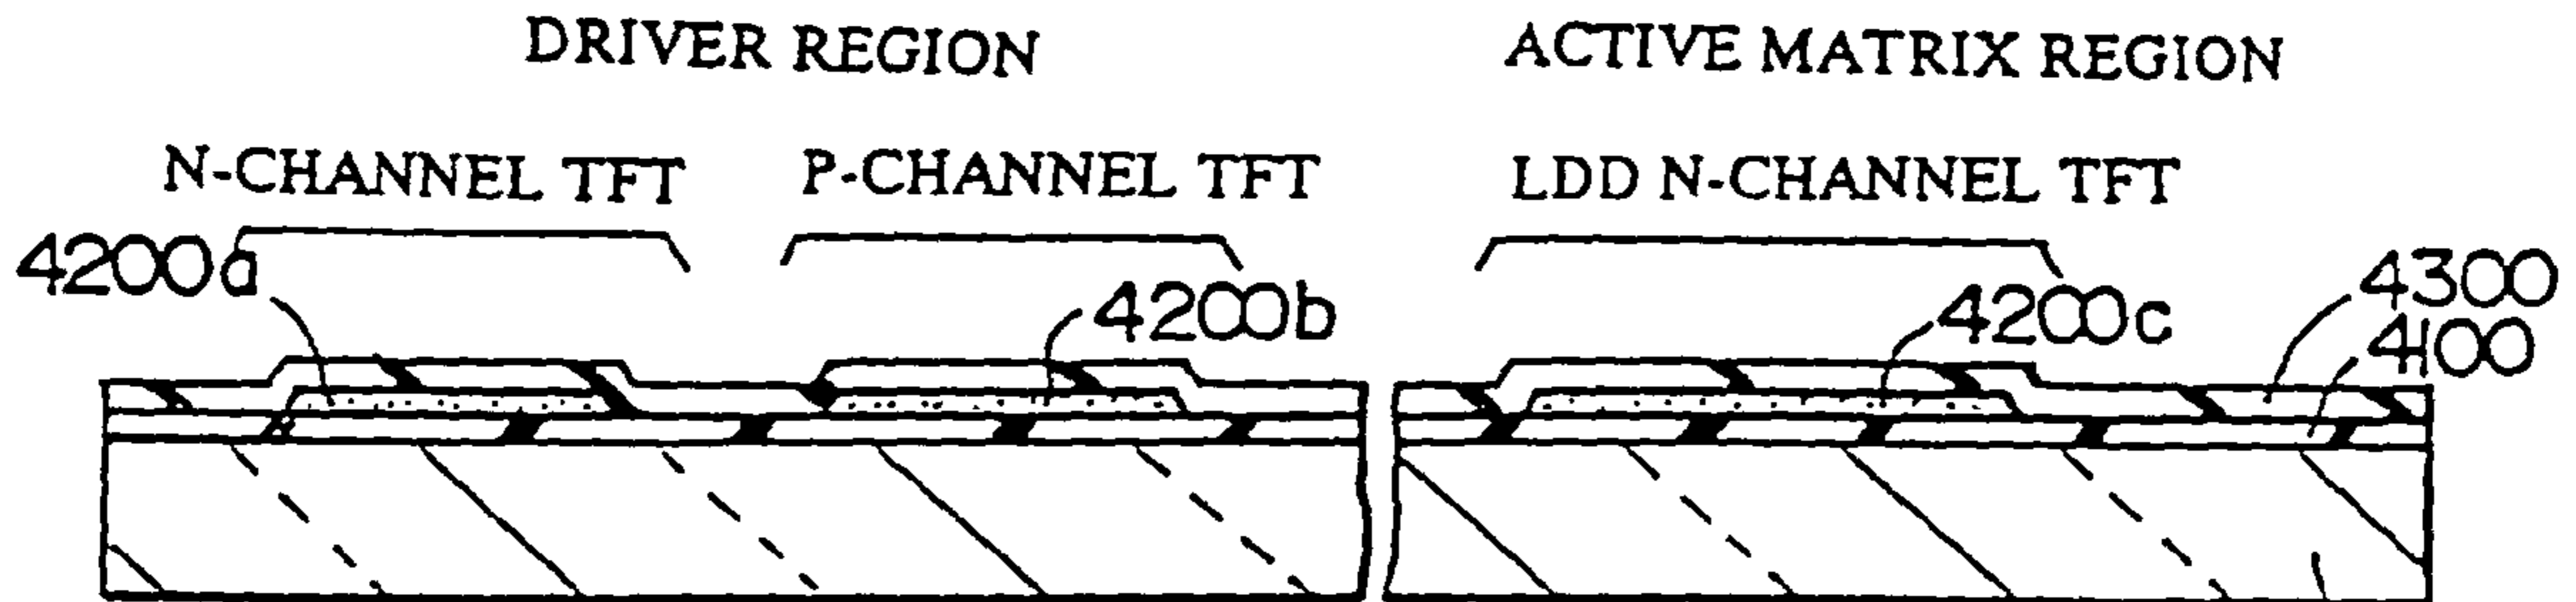 DRIVER REGION
ACTIVE MATRIX REGION
N-CHANNEL TFT
P-CHANNEL TFT
LDD N-CHANNEL TFT
4200a
4200b
4200c
4300
4100